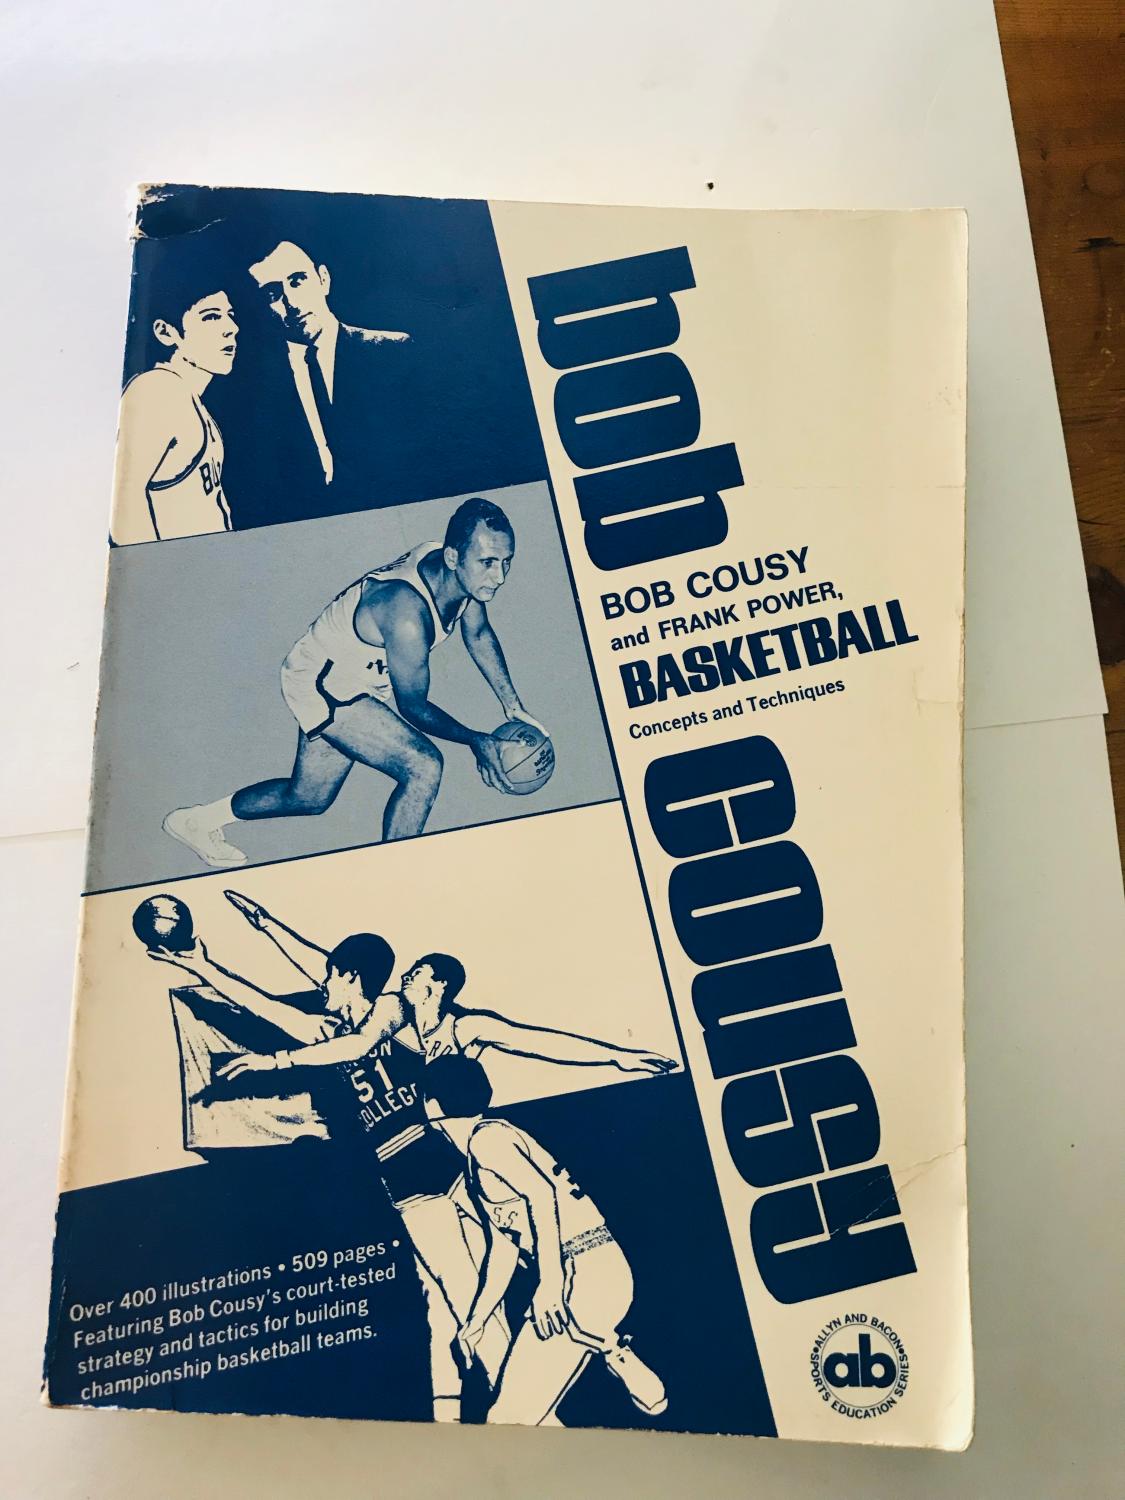 bob
BOB COUSY
and FRANK POWER,
BASKETBALL
Concepts and Techniques
cousy
51
COLLEGE
Over 400 illustrations • 509 pages •
Featuring Bob Cousy's court-tested
strategy and tactics for building
championship basketball teams.
ALLYN AND BACON
SPORTS EDUCATION SERIES
ab